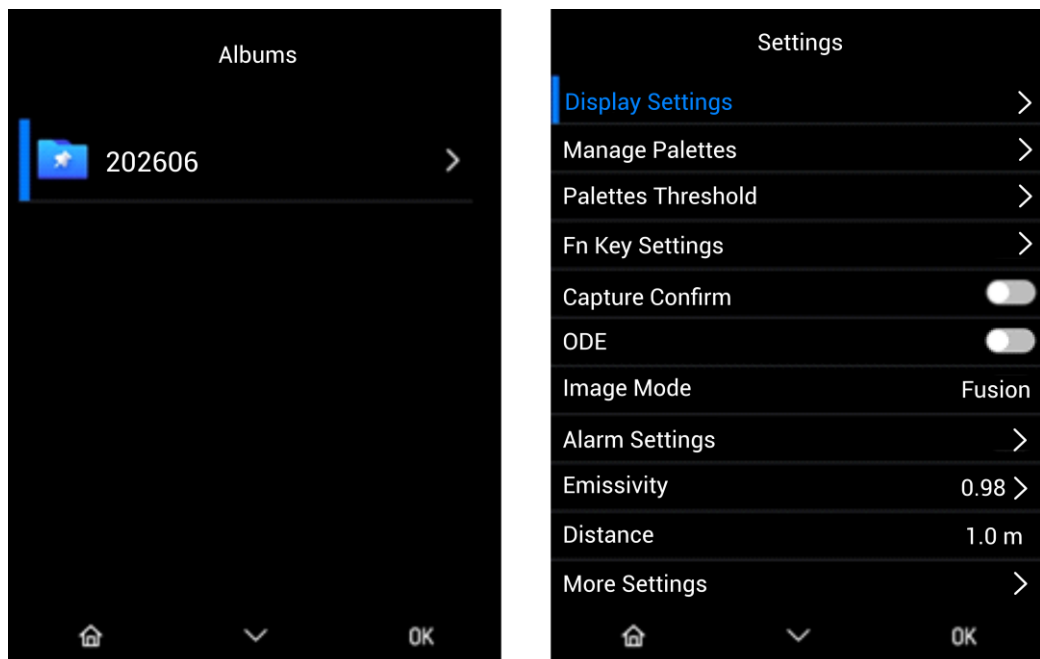 Albums
202606
OK
Settings
Display Settings
Manage Palettes
Palettes Threshold
Fn Key Settings
Capture Confirm
ODE
Image Mode Fusion
Alarm Settings
Emissivity 0.98
Distance 1.0 m
More Settings
OK